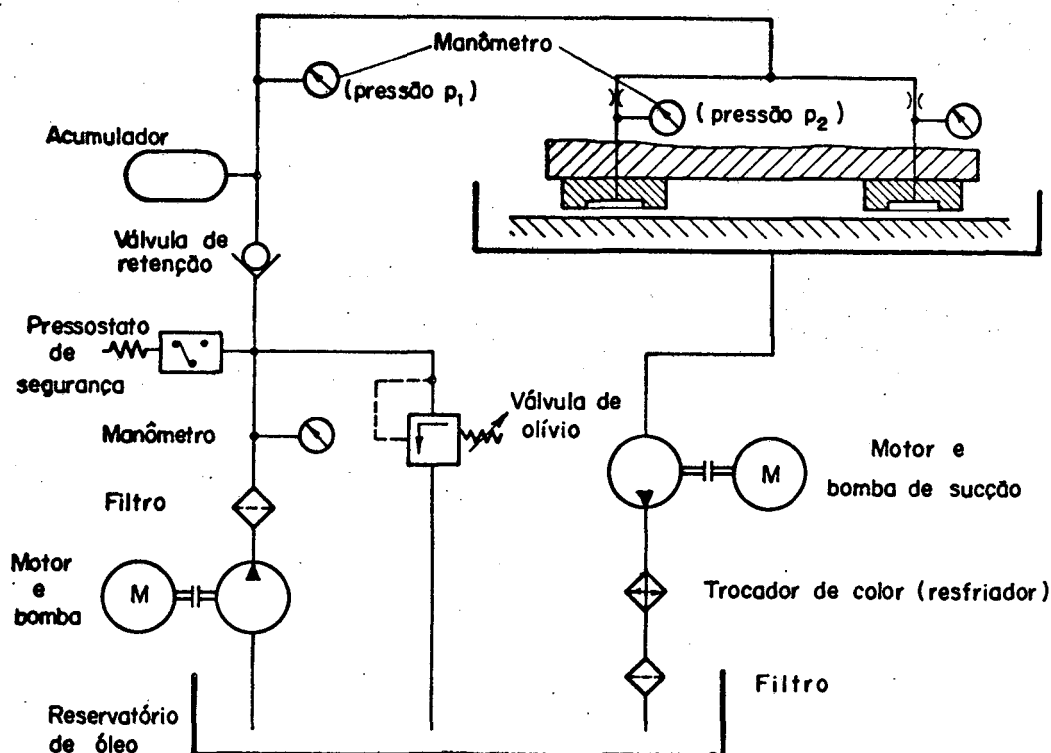 Manômetro
(pressão p1)
(pressão p2)
Acumulador
Válvula de
retenção
Pressostato
de
segurança
Manômetro
Válvula de
olívio
Filtro
Motor e
bomba de sucção
M
Motor
e
bomba
M
Trocador de color (resfriador)
Filtro
Reservatório
de óleo